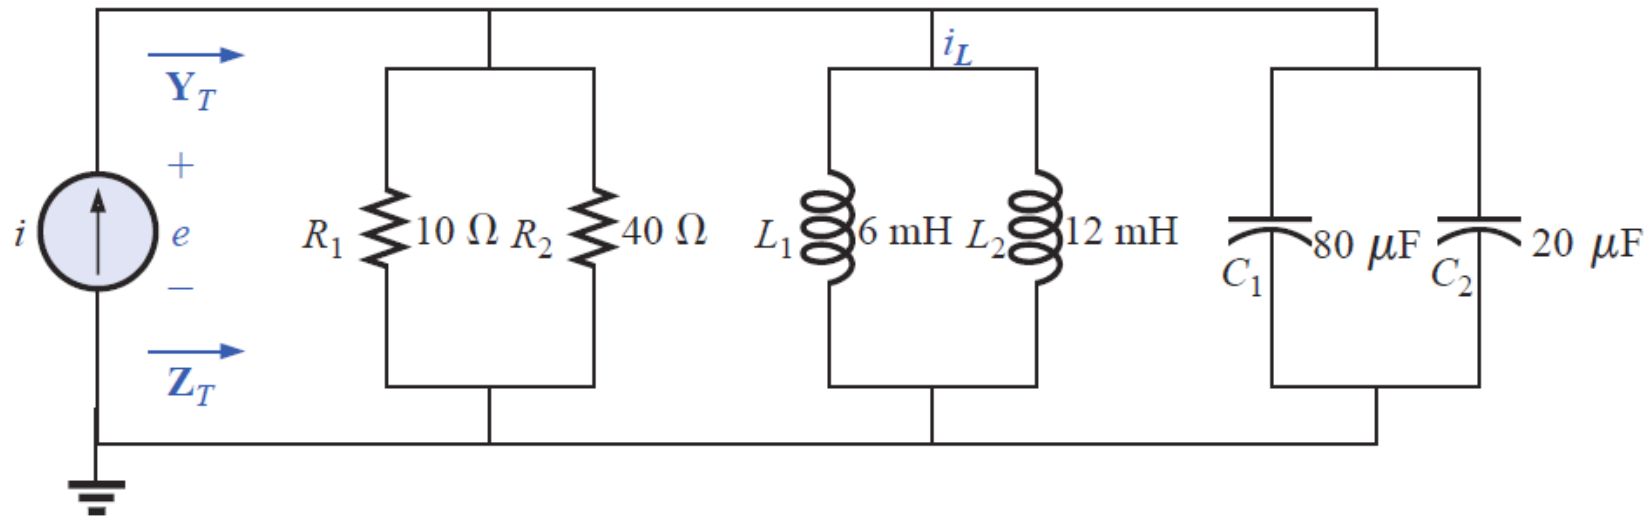 i
Y_T
+
e
−
Z_T
R_1
10 Ω
R_2
40 Ω
i_L
L_1
6 mH
L_2
12 mH
C_1
80 μF
C_2
20 μF